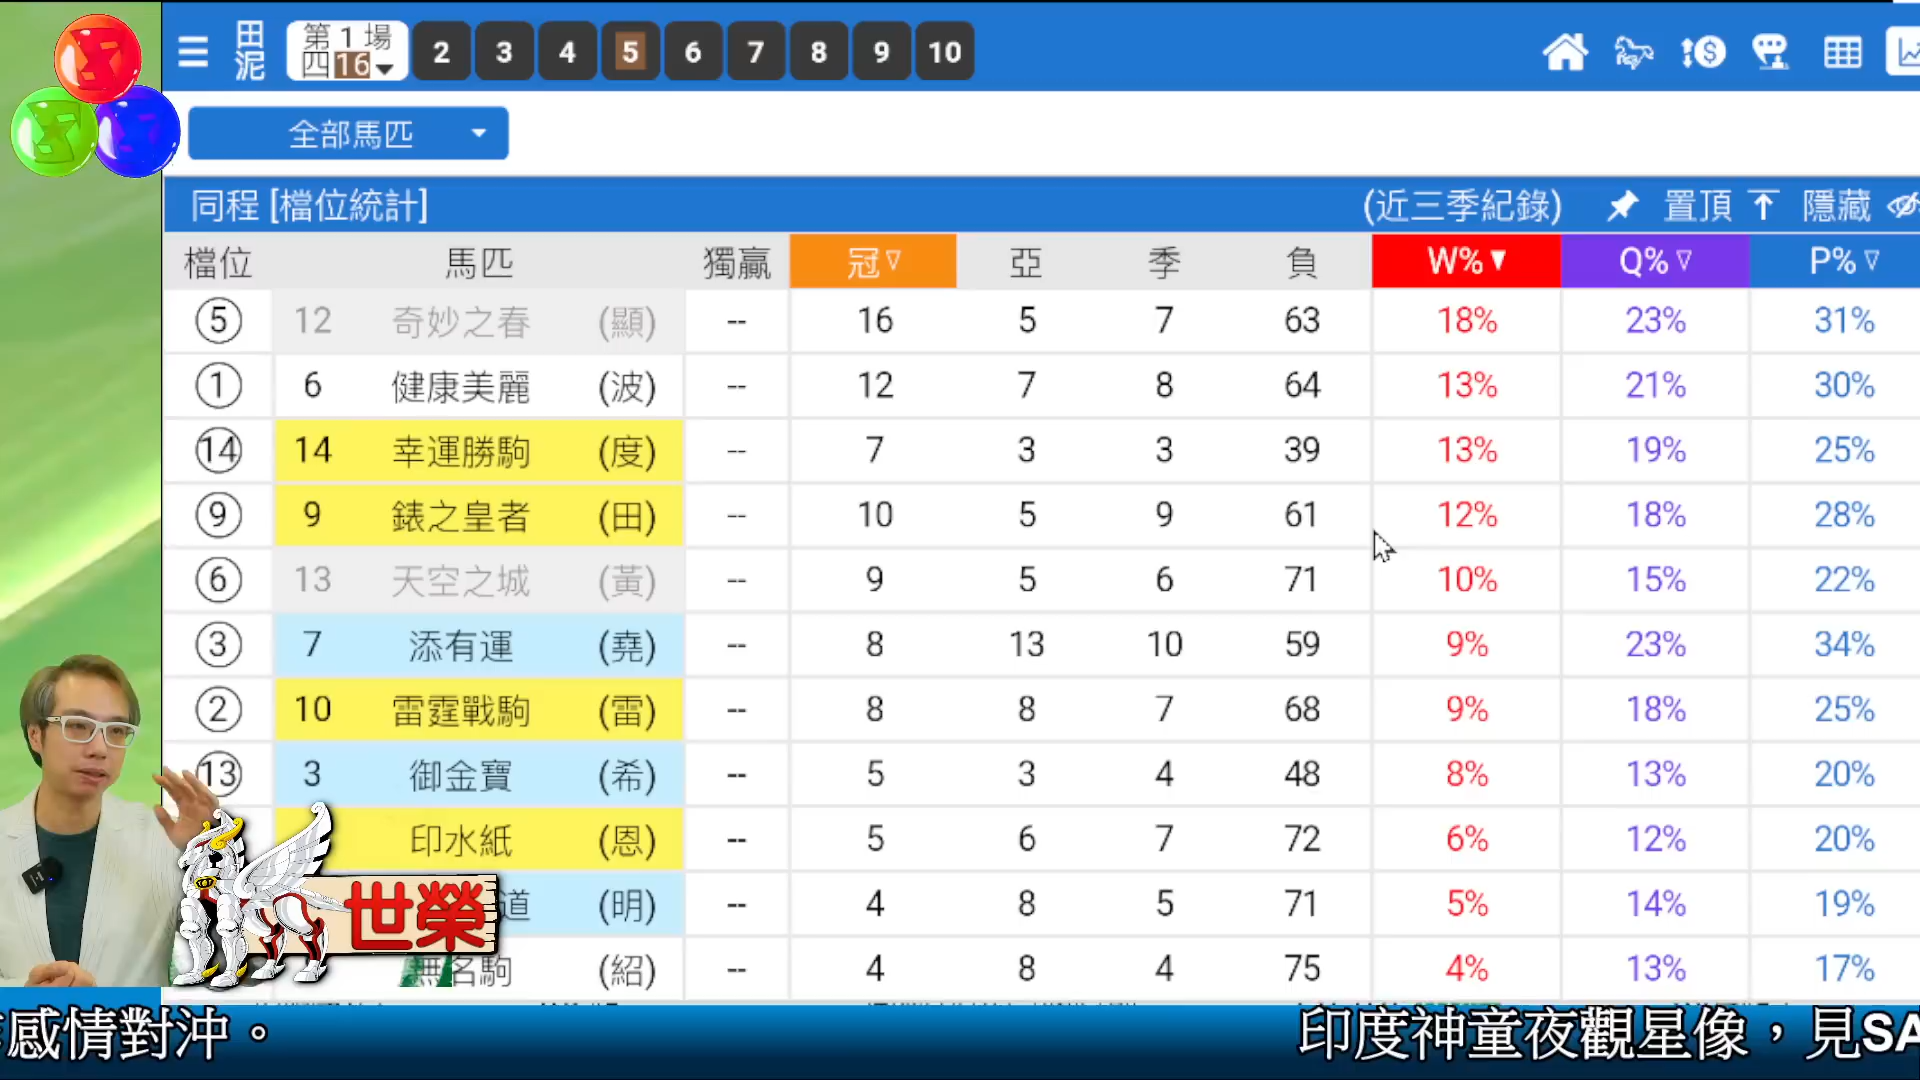 田泥 第1場 四16 2 3 4 5 6 7 8 9 10
全部馬匹
同程 [檔位統計] (近三季紀錄) 置頂 隱藏
檔位 馬匹 獨贏 冠 亞 季 負 W% Q% P%
5 12 奇妙之春 (顯) -- 16 5 7 63 18% 23% 31%
1 6 健康美麗 (波) -- 12 7 8 64 13% 21% 30%
14 14 幸運勝駒 (度) -- 7 3 3 39 13% 19% 25%
9 9 錶之皇者 (田) -- 10 5 9 61 12% 18% 28%
6 13 天空之城 (黃) -- 9 5 6 71 10% 15% 22%
3 7 添有運 (堯) -- 8 13 10 59 9% 23% 34%
2 10 雷霆戰駒 (雷) -- 8 8 7 68 9% 18% 25%
13 3 御金寶 (希) -- 5 3 4 48 8% 13% 20%
印水紙 (恩) -- 5 6 7 72 6% 12% 20%
道 (明) -- 4 8 5 71 5% 14% 19%
無名駒 (紹) -- 4 8 4 75 4% 13% 17%
世榮
感情對沖。 印度神童夜觀星像，見SA